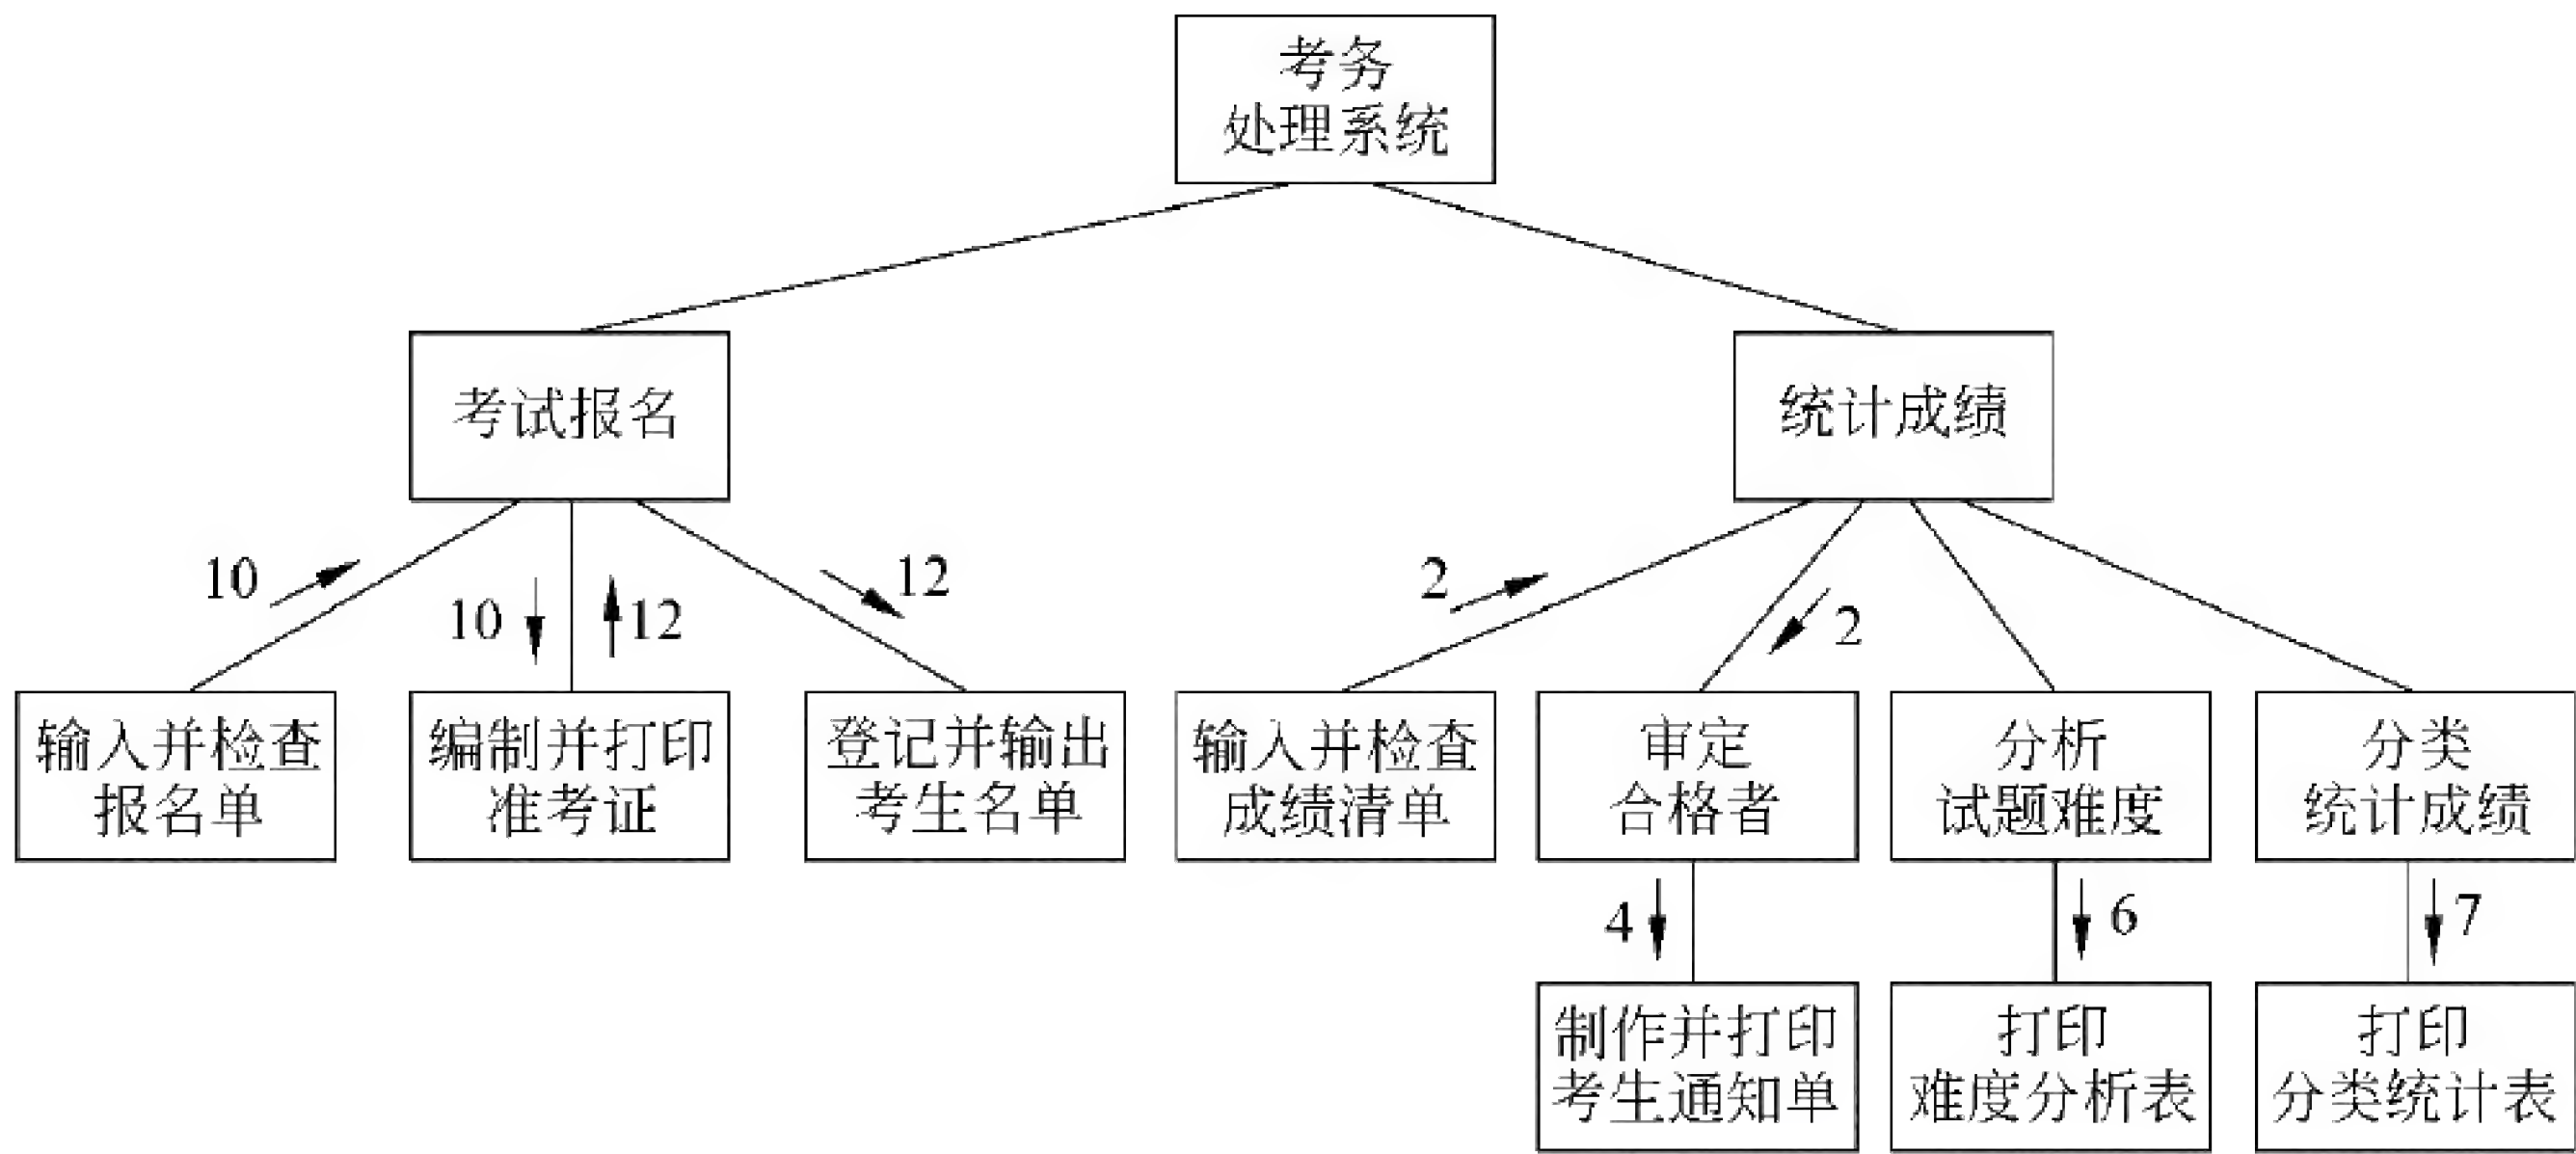 考务
处理系统
考试报名
统计成绩
10
10
12
12
2
2
输入并检查
报名单
编制并打印
准考证
登记并输出
考生名单
输入并检查
成绩清单
审定
合格者
分析
试题难度
分类
统计成绩
4
6
7
制作并打印
考生通知单
打印
难度分析表
打印
分类统计表